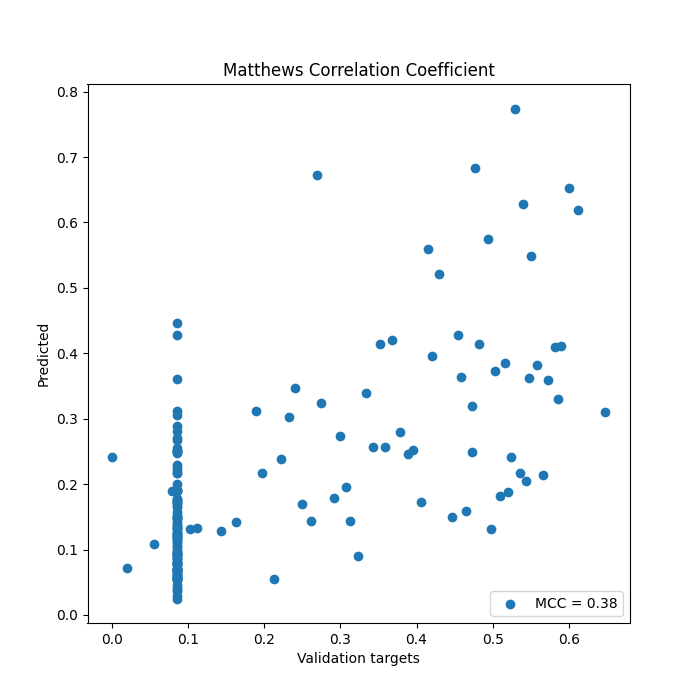 Matthews Correlation Coefficient
0.8
0.7
0.6
0.5
0.4
0.3
0.2
0.1
0.0
Predicted
MCC = 0.38
0.0 0.1 0.2 0.3 0.4 0.5 0.6
Validation targets